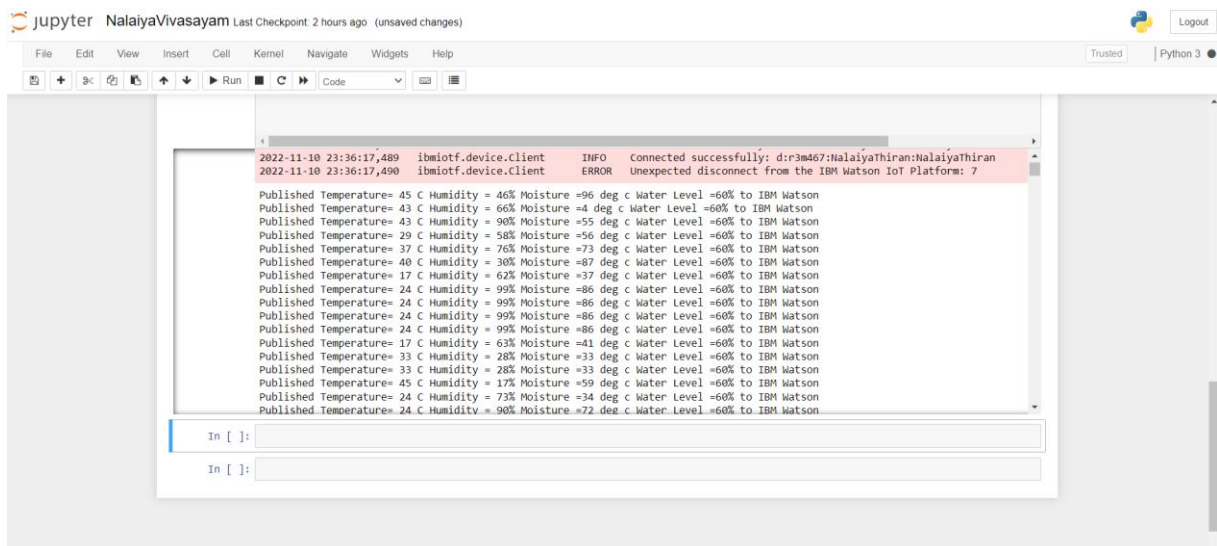 jupyter NalaiyaVivasayam Last Checkpoint: 2 hours ago (unsaved changes)
Logout
File Edit View Insert Cell Kernel Navigate Widgets Help
Trusted Python 3
Run Code
2022-11-10 23:36:17,489 ibmiotf.device.Client INFO Connected successfully: d:r3m467:NalaiyaThiran:NalaiyaThiran
2022-11-10 23:36:17,490 ibmiotf.device.Client ERROR Unexpected disconnect from the IBM Watson IoT Platform: 7
Published Temperature= 45 C Humidity = 46% Moisture =96 deg c Water Level =60% to IBM Watson
Published Temperature= 43 C Humidity = 66% Moisture =4 deg c Water Level =60% to IBM Watson
Published Temperature= 43 C Humidity = 90% Moisture =55 deg c Water Level =60% to IBM Watson
Published Temperature= 29 C Humidity = 58% Moisture =56 deg c Water Level =60% to IBM Watson
Published Temperature= 37 C Humidity = 76% Moisture =73 deg c Water Level =60% to IBM Watson
Published Temperature= 40 C Humidity = 30% Moisture =87 deg c Water Level =60% to IBM Watson
Published Temperature= 17 C Humidity = 62% Moisture =37 deg c Water Level =60% to IBM Watson
Published Temperature= 24 C Humidity = 99% Moisture =86 deg c Water Level =60% to IBM Watson
Published Temperature= 24 C Humidity = 99% Moisture =86 deg c Water Level =60% to IBM Watson
Published Temperature= 24 C Humidity = 99% Moisture =86 deg c Water Level =60% to IBM Watson
Published Temperature= 24 C Humidity = 99% Moisture =86 deg c Water Level =60% to IBM Watson
Published Temperature= 17 C Humidity = 63% Moisture =41 deg c Water Level =60% to IBM Watson
Published Temperature= 33 C Humidity = 28% Moisture =33 deg c Water Level =60% to IBM Watson
Published Temperature= 33 C Humidity = 28% Moisture =33 deg c Water Level =60% to IBM Watson
Published Temperature= 45 C Humidity = 17% Moisture =59 deg c Water Level =60% to IBM Watson
Published Temperature= 24 C Humidity = 73% Moisture =34 deg c Water Level =60% to IBM Watson
Published Temperature= 24 C Humidity = 90% Moisture =72 deg c Water Level =60% to IBM Watson
In [ ]:
In [ ]: